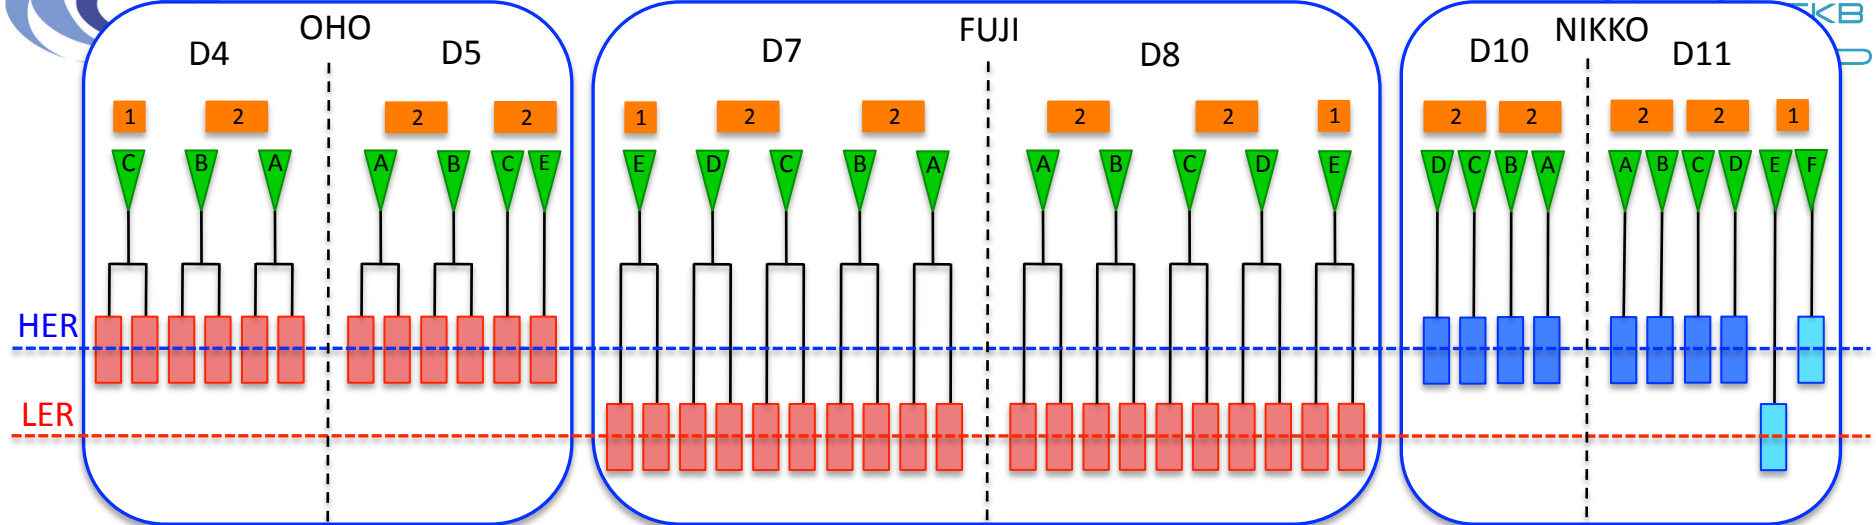 OHO
FUJI
NIKKO
D4
D5
D7
D8
D10
D11
1 2 2 2 1 2 2 2 2 1 2 2 2 2 1
C B A A B C E E D C B A A B C D E D C B A A B C D E F
HER
LER